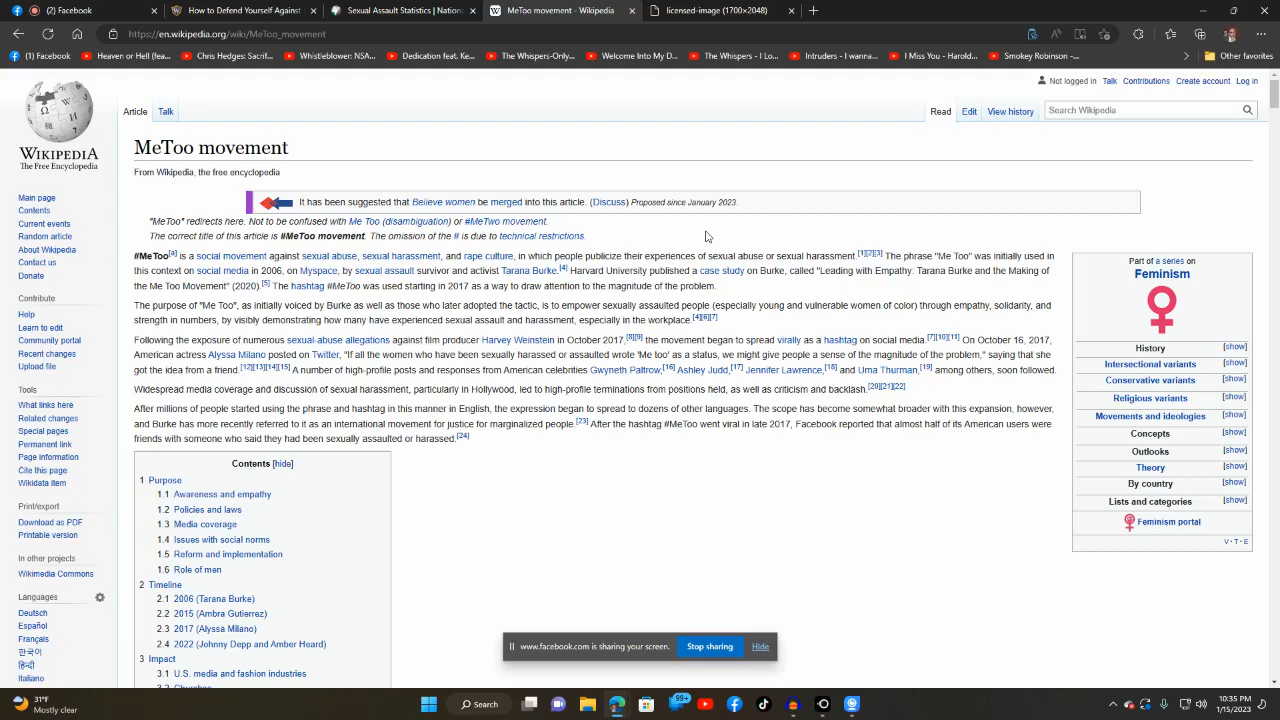 (1) Facebook
How to Defend Yourself Against
Sexual Assault Statistics | Nation
MeToo movement - Wikipedia
licensed-image (1700×2048)
https://en.wikipedia.org/wiki/MeToo_movement
(1) Facebook
Heaven or Hell (fea...
Chris Hedges: Sacrif...
Whistleblower: NSA...
Dedication feat. Ke...
The Whispers-Only...
Welcome Into My D...
The Whispers - I Lo...
Intruders - I wanna...
I Miss You - Harold...
Smokey Robinson -...
Other favorites
Not logged in Talk Contributions Create account Log in
Article Talk
Read Edit View history
Search Wikipedia
WIKIPEDIA
The Free Encyclopedia
Main page
Contents
Current events
Random article
About Wikipedia
Contact us
Donate
Contribute
Help
Learn to edit
Community portal
Recent changes
Upload file
Tools
What links here
Related changes
Special pages
Permanent link
Page information
Cite this page
Wikidata item
Print/export
Download as PDF
Printable version
In other projects
Wikimedia Commons
Languages
Deutsch
Español
Français
한국어
हिन्दी
Italiano
MeToo movement
From Wikipedia, the free encyclopedia
It has been suggested that Believe women be merged into this article. (Discuss) Proposed since January 2023.
"MeToo" redirects here. Not to be confused with Me Too (disambiguation) or #MeTwo movement.
The correct title of this article is #MeToo movement. The omission of the # is due to technical restrictions.
#MeToo[a] is a social movement against sexual abuse, sexual harassment, and rape culture, in which people publicize their experiences of sexual abuse or sexual harassment.[1][2][3] The phrase "Me Too" was initially used in
this context on social media in 2006, on Myspace, by sexual assault survivor and activist Tarana Burke.[4] Harvard University published a case study on Burke, called "Leading with Empathy: Tarana Burke and the Making of
the Me Too Movement" (2020).[5] The hashtag #MeToo was used starting in 2017 as a way to draw attention to the magnitude of the problem.
The purpose of "Me Too", as initially voiced by Burke as well as those who later adopted the tactic, is to empower sexually assaulted people (especially young and vulnerable women of color) through empathy, solidarity, and
strength in numbers, by visibly demonstrating how many have experienced sexual assault and harassment, especially in the workplace.[4][6][7]
Following the exposure of numerous sexual-abuse allegations against film producer Harvey Weinstein in October 2017,[8][9] the movement began to spread virally as a hashtag on social media.[7][10][11] On October 16, 2017,
American actress Alyssa Milano posted on Twitter, "If all the women who have been sexually harassed or assaulted wrote 'Me too' as a status, we might give people a sense of the magnitude of the problem," saying that she
got the idea from a friend.[12][13][14][15] A number of high-profile posts and responses from American celebrities Gwyneth Paltrow,[16] Ashley Judd,[17] Jennifer Lawrence,[18] and Uma Thurman,[19] among others, soon followed.
Widespread media coverage and discussion of sexual harassment, particularly in Hollywood, led to high-profile terminations from positions held, as well as criticism and backlash.[20][21][22]
After millions of people started using the phrase and hashtag in this manner in English, the expression began to spread to dozens of other languages. The scope has become somewhat broader with this expansion, however,
and Burke has more recently referred to it as an international movement for justice for marginalized people.[23] After the hashtag #MeToo went viral in late 2017, Facebook reported that almost half of its American users were
friends with someone who said they had been sexually assaulted or harassed.[24]
Contents [hide]
1 Purpose
1.1 Awareness and empathy
1.2 Policies and laws
1.3 Media coverage
1.4 Issues with social norms
1.5 Reform and implementation
1.6 Role of men
2 Timeline
2.1 2006 (Tarana Burke)
2.2 2015 (Ambra Gutierrez)
2.3 2017 (Alyssa Milano)
2.4 2022 (Johnny Depp and Amber Heard)
3 Impact
3.1 U.S. media and fashion industries
3.2 Churches
Part of a series on
Feminism
History [show]
Intersectional variants [show]
Conservative variants [show]
Religious variants [show]
Movements and ideologies [show]
Concepts [show]
Outlooks [show]
Theory [show]
By country [show]
Lists and categories [show]
Feminism portal
V · T · E
www.facebook.com is sharing your screen. Stop sharing Hide
31°F
Mostly clear
Search
99+
10:35 PM
1/15/2023